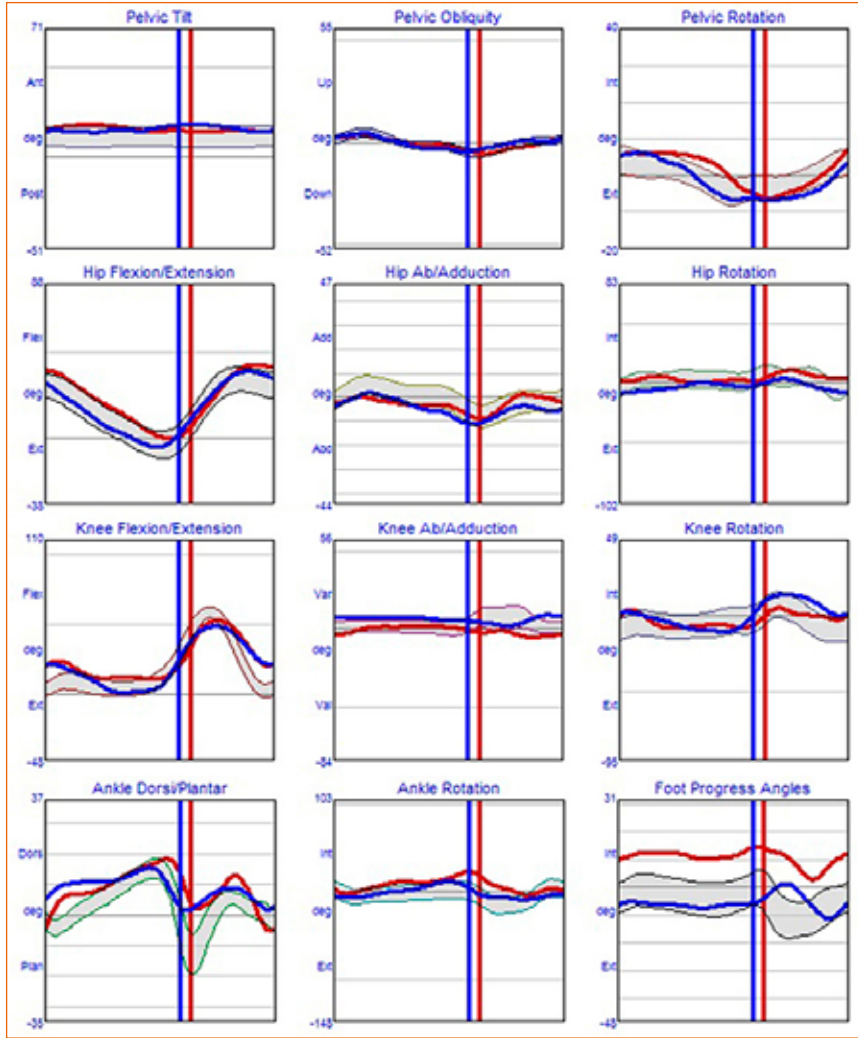 Pelvic Tilt
71
Ant
deg
Post
-51
Pelvic Obliquity
55
Up
deg
Down
-52
Pelvic Rotation
40
Int
deg
Ext
-20
Hip Flexion/Extension
88
Flex
deg
Ext
-38
Hip Ab/Adduction
47
Add
deg
Abd
-44
Hip Rotation
83
Int
deg
Ext
-102
Knee Flexion/Extension
110
Flex
deg
Ext
-48
Knee Ab/Adduction
56
Var
deg
Val
-84
Knee Rotation
49
Int
deg
Ext
-95
Ankle Dorsi/Plantar
37
Dors
deg
Plan
-35
Ankle Rotation
103
Int
deg
Ext
-148
Foot Progress Angles
31
Int
deg
Ext
-48